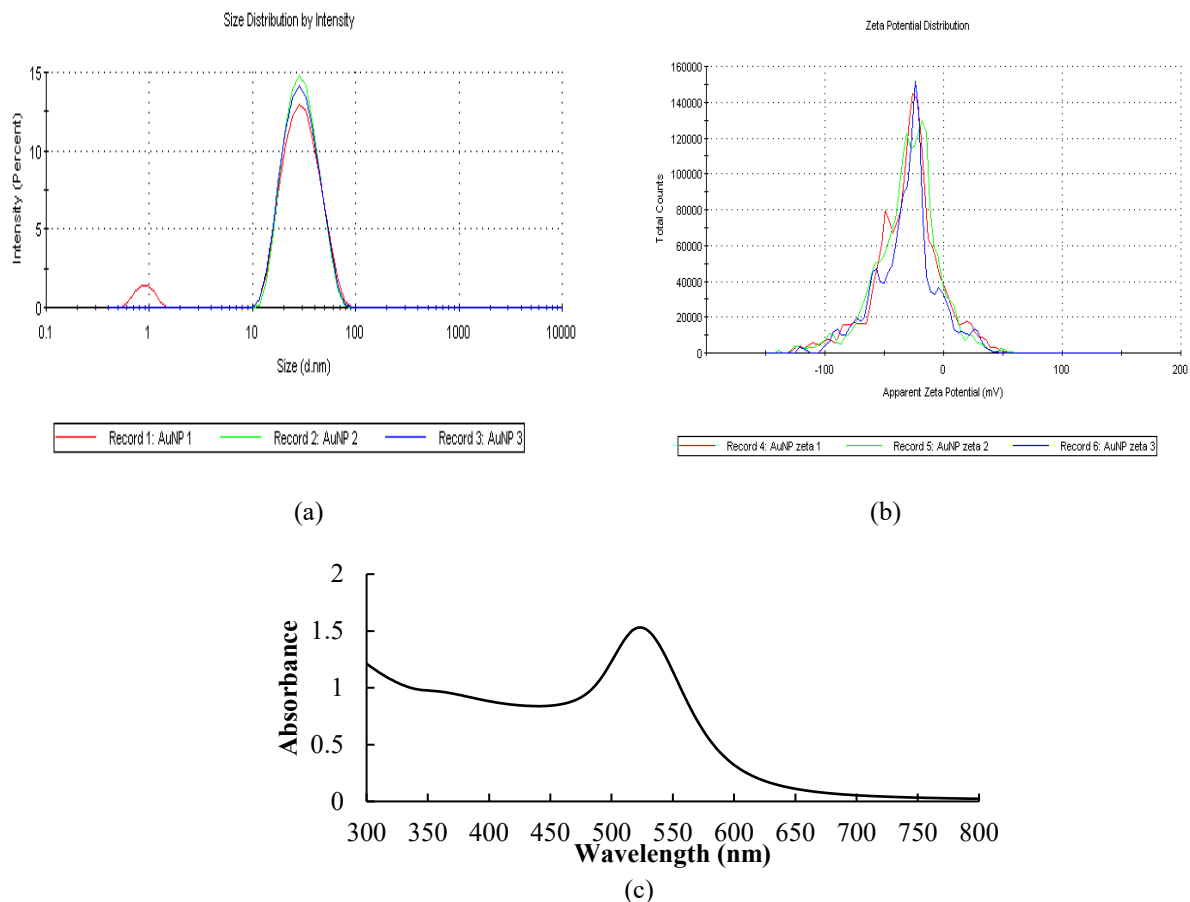 Size Distribution by Intensity
Intensity (Percent)
15
10
5
0
0.1 1 10 100 1000 10000
Size (d.nm)
Record 1: AuNP 1 Record 2: AuNP 2 Record 3: AuNP 3
(a)
Zeta Potential Distribution
Total Counts
160000
140000
120000
100000
80000
60000
40000
20000
0
-100 0 100 200
Apparent Zeta Potential (mV)
Record 4: AuNP zeta 1 Record 5: AuNP zeta 2 Record 6: AuNP zeta 3
(b)
Absorbance
2
1.5
1
0.5
0
300 350 400 450 500 550 600 650 700 750 800
Wavelength (nm)
(c)